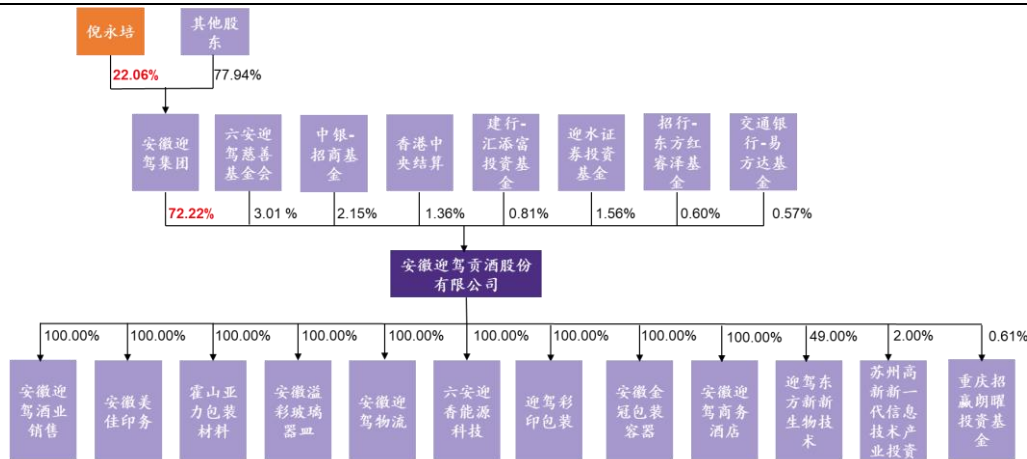 倪永培
其他股
东
22.06%
77.94%
安徽迎
驾集团
六安迎
驾慈善
基金会
中银-
招商基
金
香港中
央结算
建行-
汇添富
投资基
金
迎水证
券投资
基金
招行-
东方红
睿泽基
金
交通银
行-易
方达基
金
72.22%
3.01 %
2.15%
1.36%
0.81%
1.56%
0.60%
0.57%
安徽迎驾贡酒股份
有限公司
100.00%
100.00%
100.00%
100.00%
100.00%
100.00%
100.00%
100.00%
100.00%
49.00%
2.00%
0.61%
安徽迎
驾酒业
销售
安徽美
佳印务
霍山亚
力包装
材料
安徽溢
彩玻璃
器皿
安徽迎
驾物流
六安迎
香能源
科技
迎驾彩
印包装
安徽金
冠包装
容器
安徽迎
驾商务
酒店
迎驾东
方新新
生物技
术
苏州高
新新一
代信息
技术产
业投资
重庆招
赢朗曜
投资基
金